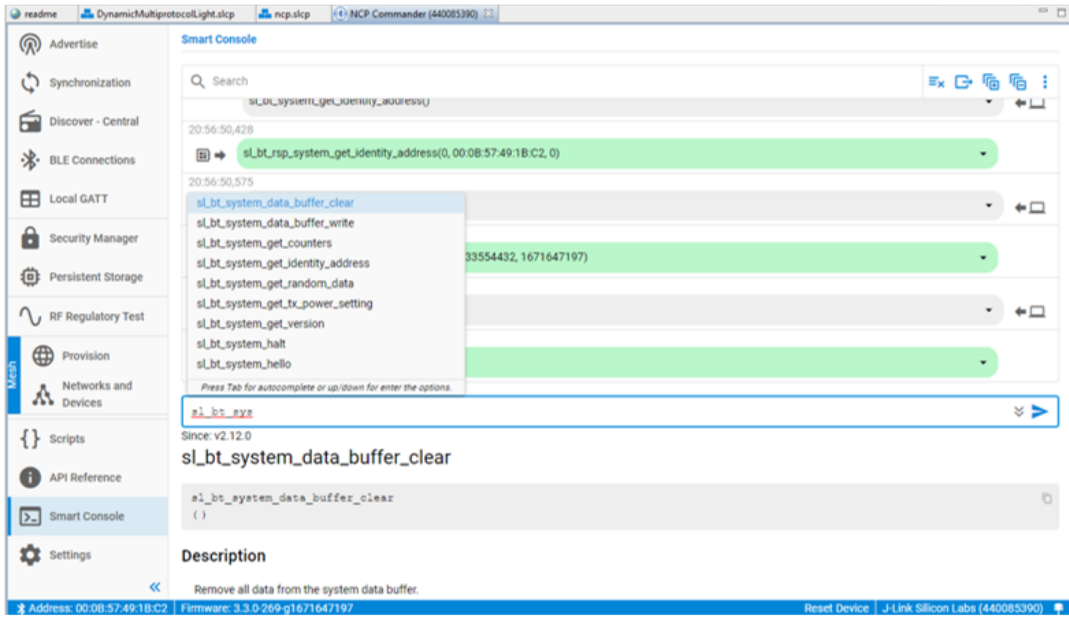 readme DynamicMultiprotocolLight.slcp ncp.slcp NCP Commander (440085390)
Advertise
Synchronization
Discover - Central
BLE Connections
Local GATT
Security Manager
Persistent Storage
RF Regulatory Test
Mesh
Provision
Networks and
Devices
Scripts
API Reference
Smart Console
Settings
Smart Console
Search
sl_bt_system_get_identity_address()
20:56:50,428
sl_bt_rsp_system_get_identity_address(0, 00:0B:57:49:1B:C2, 0)
20:56:50,575
sl_bt_system_data_buffer_clear
sl_bt_system_data_buffer_write
sl_bt_system_get_counters
33554432, 1671647197)
sl_bt_system_get_identity_address
sl_bt_system_get_random_data
sl_bt_system_get_tx_power_setting
sl_bt_system_get_version
sl_bt_system_halt
sl_bt_system_hello
Press Tab for autocomplete or up/down for enter the options.
sl_bt_sys
Since: v2.12.0
sl_bt_system_data_buffer_clear
sl_bt_system_data_buffer_clear
()
Description
Remove all data from the system data buffer.
Address: 00:0B:57:49:1B:C2 Firmware: 3.3.0-269-g1671647197 Reset Device J-Link Silicon Labs (440085390)